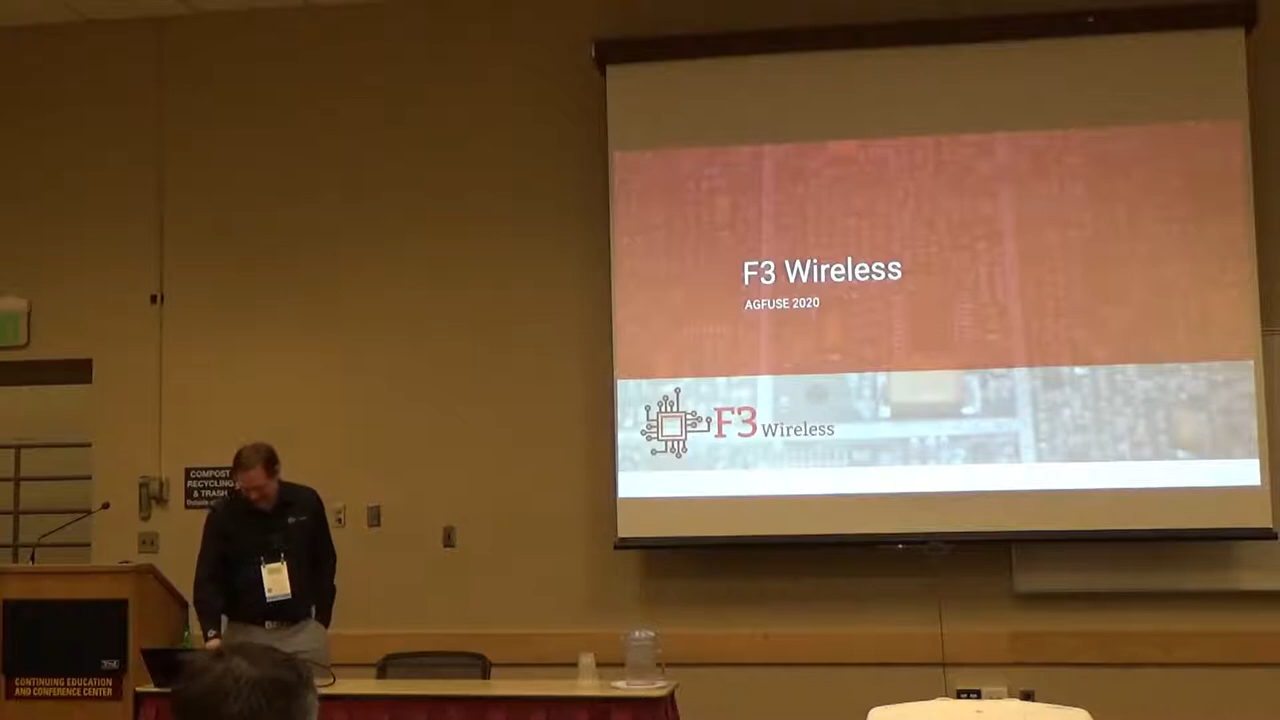 F3 Wireless
AGFUSE 2020
F3 Wireless
COMPOST
RECYCLING
& TRASH
CONTINUING EDUCATION
AND CONFERENCE CENTER